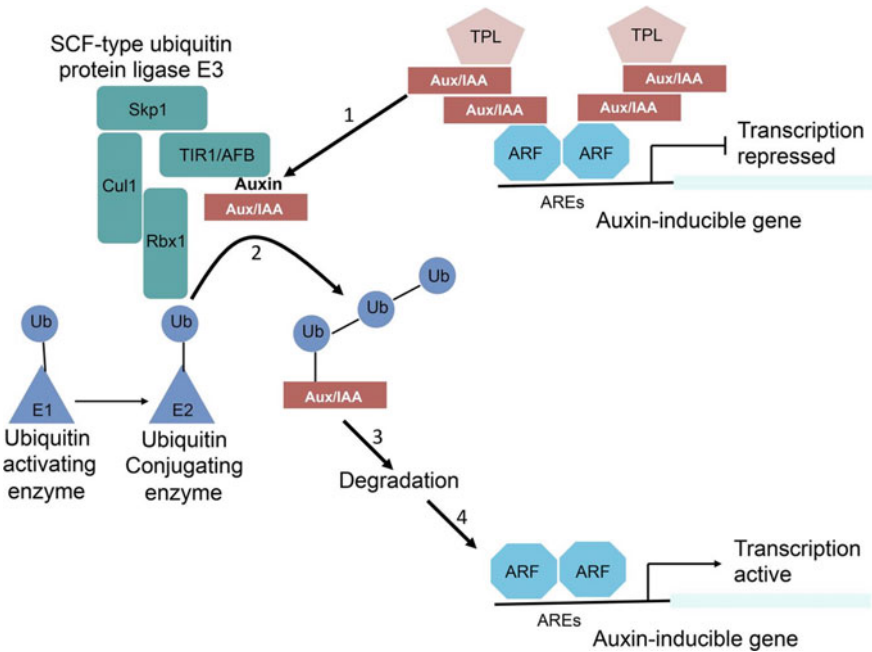 SCF-type ubiquitin
protein ligase E3
Skp1
TIR1/AFB
Cul1
Auxin
Aux/IAA
Rbx1
1
TPL
TPL
Aux/IAA
Aux/IAA
Aux/IAA
Aux/IAA
ARF
ARF
Transcription
repressed
AREs
Auxin-inducible gene
2
Ub
Ub
Ub
Ub
Ub
E1
E2
Aux/IAA
Ubiquitin
activating
enzyme
Ubiquitin
Conjugating
enzyme
3
Degradation
4
ARF
ARF
Transcription
active
AREs
Auxin-inducible gene